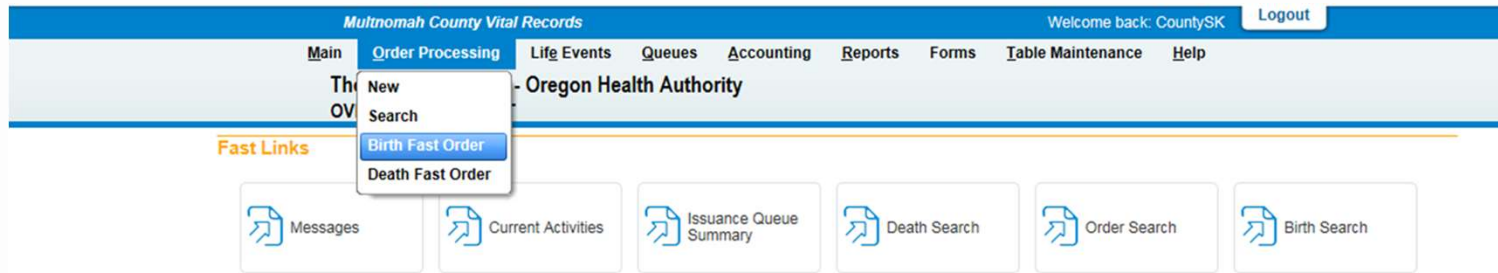 Multnomah County Vital Records Welcome back: CountySK Logout
Main Order Processing Life Events Queues Accounting Reports Forms Table Maintenance Help
- Oregon Health Authority
New
Search
Birth Fast Order
Death Fast Order
Fast Links
Messages
Current Activities
Issuance Queue
Summary
Death Search
Order Search
Birth Search